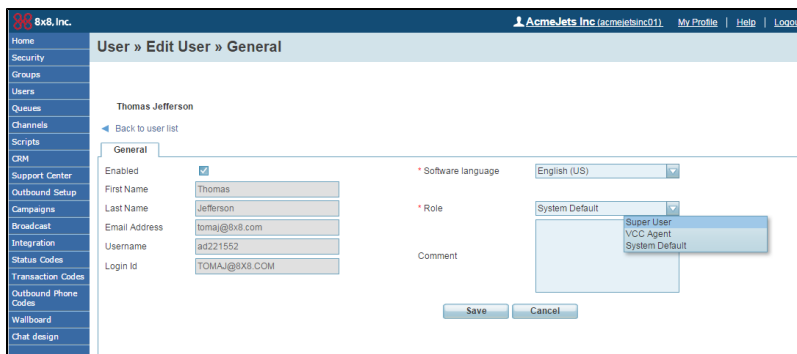 8x8, Inc.
AcmeJets Inc (acmejetsinc01) My Profile | Help | Logou
Home
Security
Groups
Users
Queues
Channels
Scripts
CRM
Support Center
Outbound Setup
Campaigns
Broadcast
Integration
Status Codes
Transaction Codes
Outbound Phone
Codes
Wallboard
Chat design
User » Edit User » General
Thomas Jefferson
Back to user list
General
Enabled
First Name Thomas
Last Name Jefferson
Email Address tomaj@8x8.com
Username ad221552
Login Id TOMAJ@8X8.COM
* Software language English (US)
* Role System Default
Super User
VCC Agent
System Default
Comment
Save Cancel